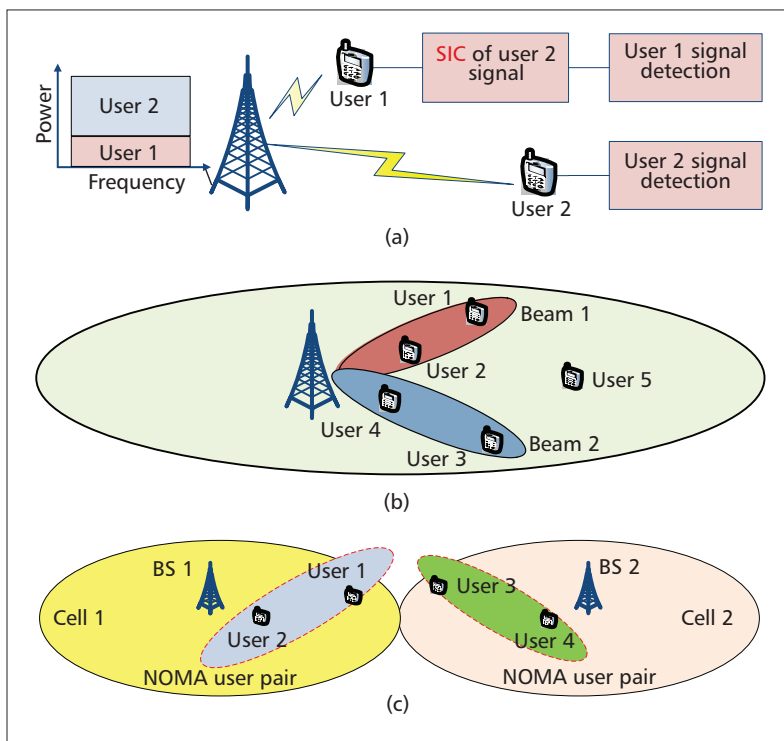 Power
User 2
User 1
Frequency
User 1
SIC of user 2
signal
User 1 signal
detection
User 2
User 2 signal
detection
(a)
User 1
Beam 1
User 2
User 5
User 4
User 3
Beam 2
(b)
BS 1
User 1
Cell 1
User 2
NOMA user pair
User 3
BS 2
User 4
Cell 2
NOMA user pair
(c)